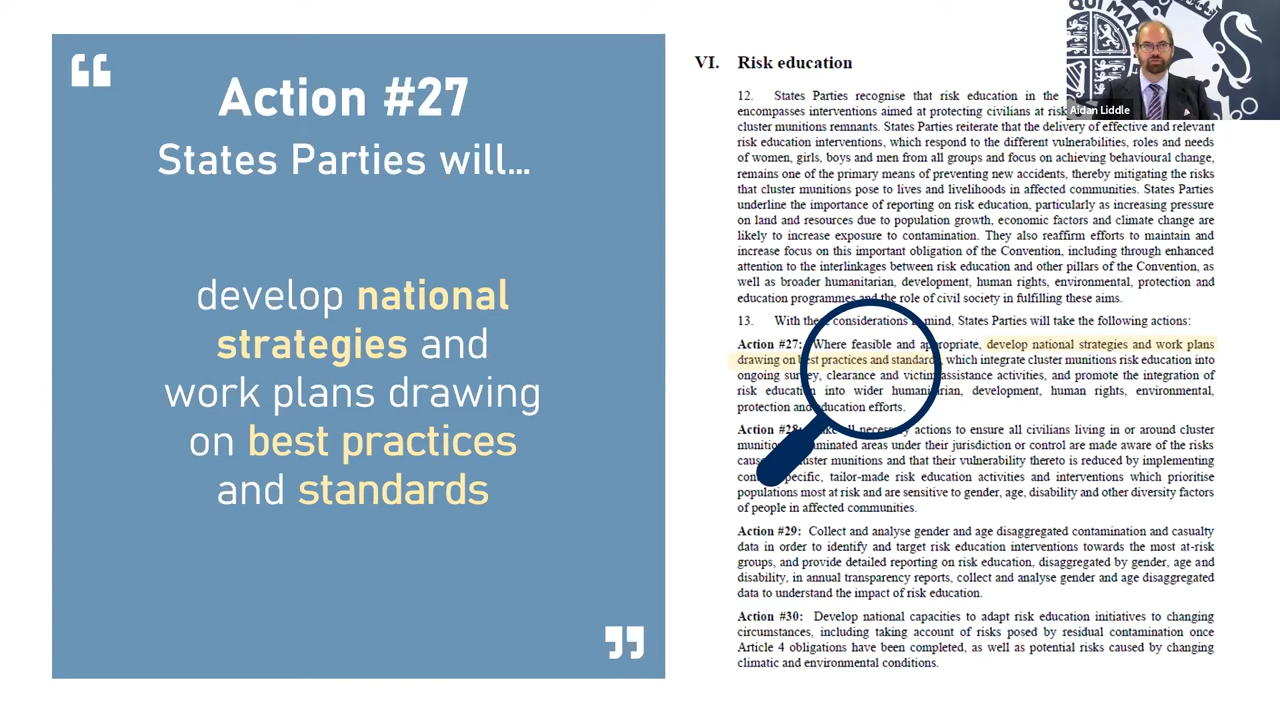 Action #27
States Parties will...
develop national
strategies and
work plans drawing
on best practices
and standards
VI. Risk education
12. States Parties recognise that risk education in the
encompasses interventions aimed at protecting civilians at risk
cluster munitions remnants. States Parties reiterate that the delivery of effective and relevant
risk education interventions, which respond to the different vulnerabilities, roles and needs
of women, girls, boys and men from all groups and focus on achieving behavioural change,
remains one of the primary means of preventing new accidents, thereby mitigating the risks
that cluster munitions pose to lives and livelihoods in affected communities. States Parties
underline the importance of reporting on risk education, particularly as increasing pressure
on land and resources due to population growth, economic factors and climate change are
likely to increase exposure to contamination. They also reaffirm efforts to maintain and
increase focus on this important obligation of the Convention, including through enhanced
attention to the interlinkages between risk education and other pillars of the Convention, as
well as broader humanitarian, development, human rights, environmental, protection and
education programmes and the role of civil society in fulfilling these aims.
13. With these considerations in mind, States Parties will take the following actions:
Action #27: Where feasible and appropriate, develop national strategies and work plans
drawing on best practices and standards, which integrate cluster munitions risk education into
ongoing survey, clearance and victim assistance activities, and promote the integration of
risk education into wider humanitarian, development, human rights, environmental,
protection and education efforts.
Action #28: necessary actions to ensure all civilians living in or around cluster
areas under their jurisdiction or control are made aware of the risks
munitions and that their vulnerability thereto is reduced by implementing
tailor-made risk education activities and interventions which prioritise
populations most at risk and are sensitive to gender, age, disability and other diversity factors
of people in affected communities.
Action #29: Collect and analyse gender and age disaggregated contamination and casualty
data in order to identify and target risk education interventions towards the most at-risk
groups, and provide detailed reporting on risk education, disaggregated by gender, age and
disability, in annual transparency reports, collect and analyse gender and age disaggregated
data to understand the impact of risk education.
Action #30: Develop national capacities to adapt risk education initiatives to changing
circumstances, including taking account of risks posed by residual contamination once
Article 4 obligations have been completed, as well as potential risks caused by changing
climatic and environmental conditions.
Aidan Liddle